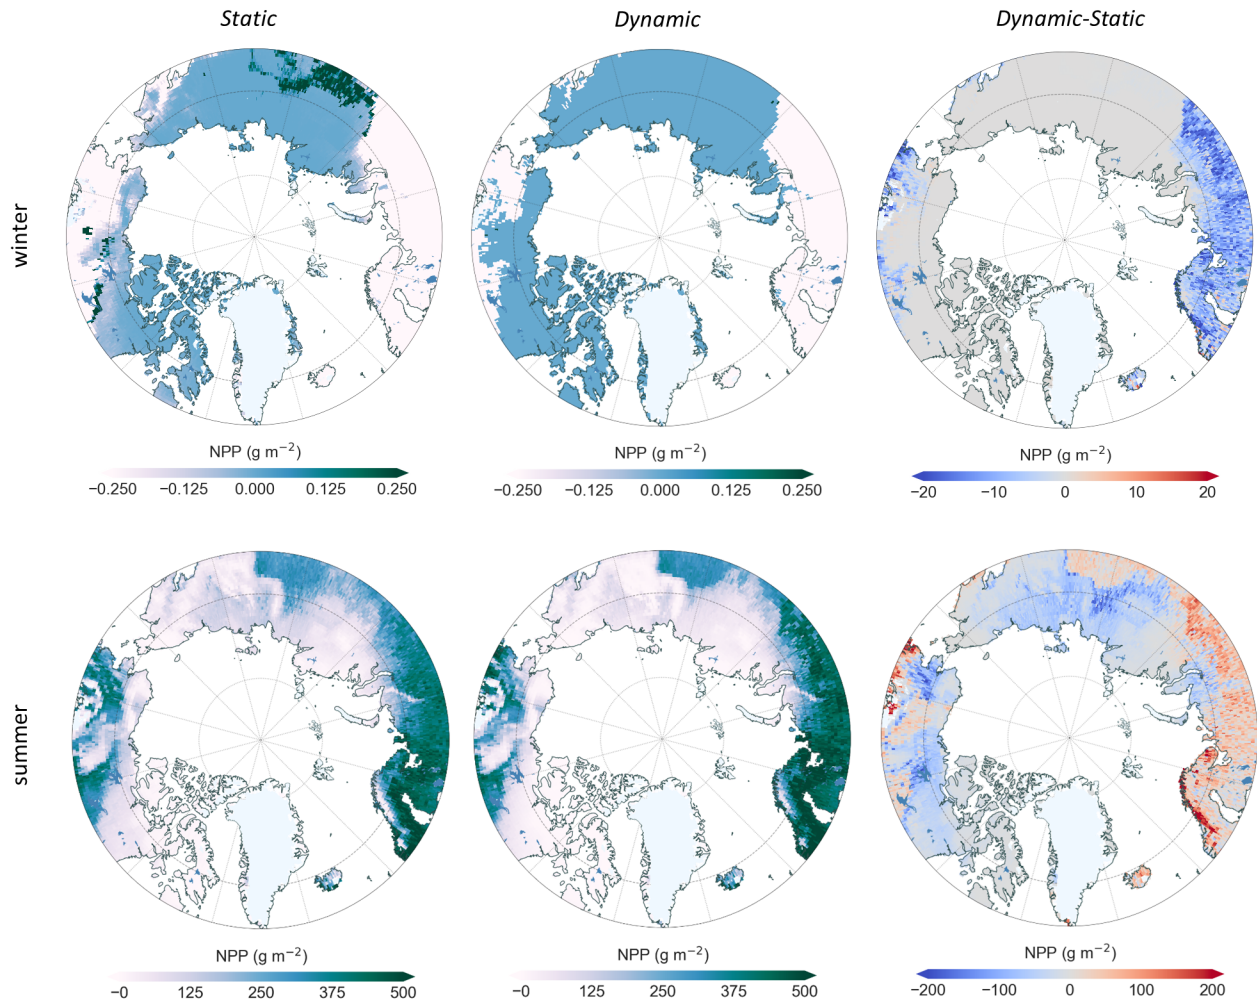 Static Dynamic Dynamic-Static
winter
NPP (g m⁻²) NPP (g m⁻²) NPP (g m⁻²)
−0.250 −0.125 0.000 0.125 0.250 −0.250 −0.125 0.000 0.125 0.250 −20 −10 0 10 20
summer
NPP (g m⁻²) NPP (g m⁻²) NPP (g m⁻²)
−0 125 250 375 500 −0 125 250 375 500 −200 −100 0 100 200